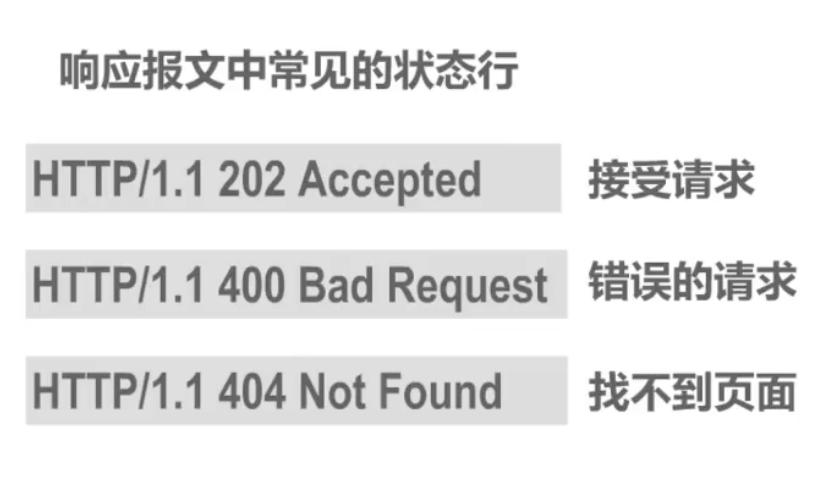 响应报文中常见的状态行
HTTP/1.1 202 Accepted 接受请求
HTTP/1.1 400 Bad Request 错误的请求
HTTP/1.1 404 Not Found 找不到页面